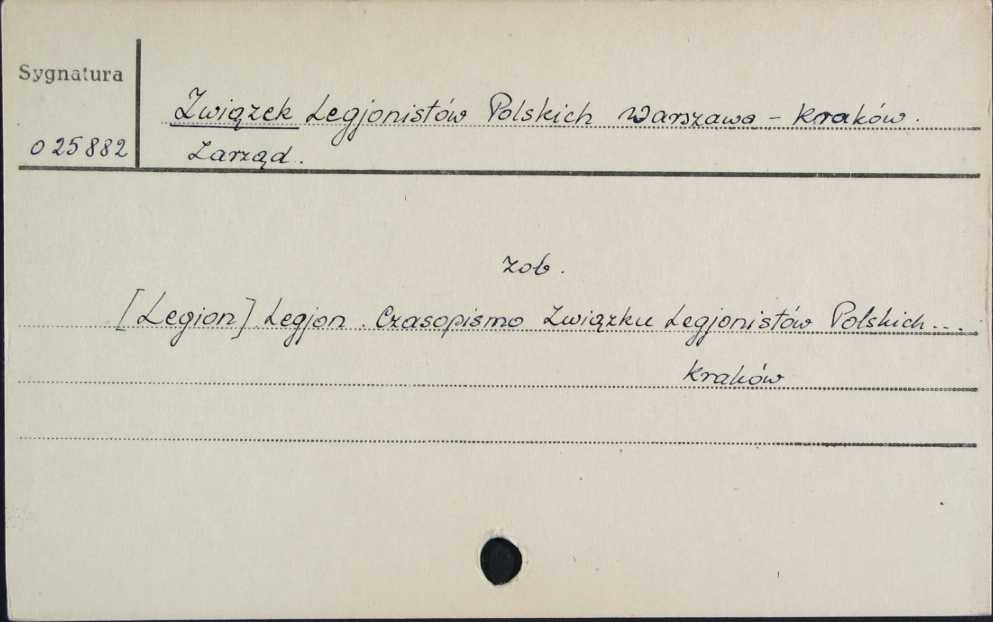 Sygnatura
Związek Legjonistów Polskich Warszawa - Kraków.
025882 Zarząd.
zob.
[Legion] Legjon. Czasopismo Związku Legjonistów Polskich...
Kraków